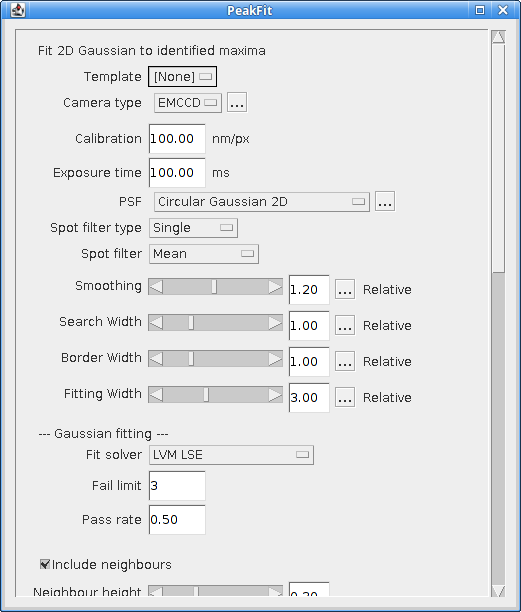 PeakFit
Fit 2D Gaussian to identified maxima
Template [None]
Camera type EMCCD ...
Calibration 100.00 nm/px
Exposure time 100.00 ms
PSF Circular Gaussian 2D ...
Spot filter type Single
Spot filter Mean
Smoothing 1.20 ... Relative
Search Width 1.00 ... Relative
Border Width 1.00 ... Relative
Fitting Width 3.00 ... Relative
--- Gaussian fitting ---
Fit solver LVM LSE
Fail limit 3
Pass rate 0.50
Include neighbours
Neighbour height 0.20